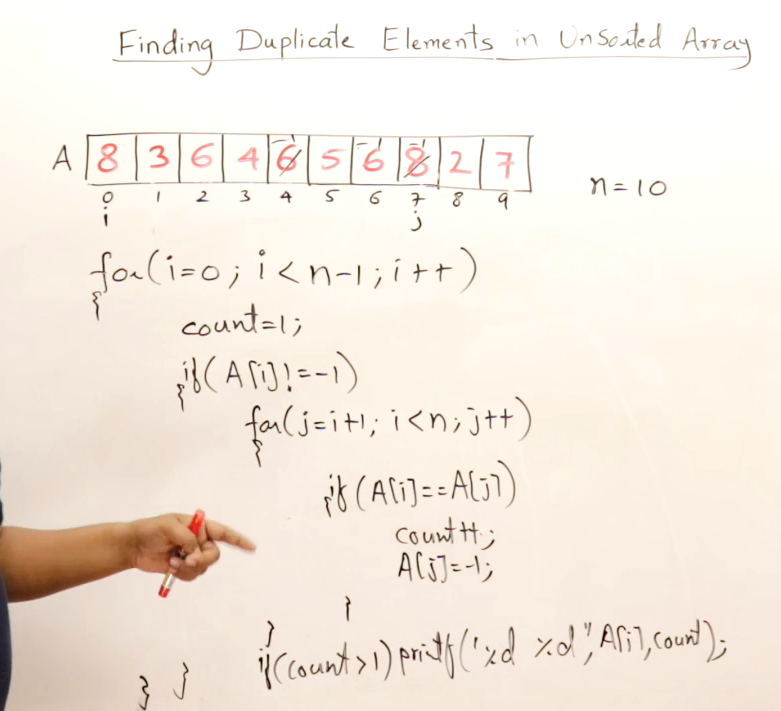 Finding Duplicate Elements in Unsorted Array
A 8 3 6 4 6 5 6 8 2 7
-1 -1 -1
0 1 2 3 4 5 6 7 8 9
n=10
i j
for(i=0; i<n-1; i++)
{
count=1;
if(A[i]!=-1)
{
for(j=i+1; i<n; j++)
{
if(A[i]==A[j])
{
count++;
A[j]=-1;
}
}
if(count>1) printf("%d %d", A[i], count);
} }